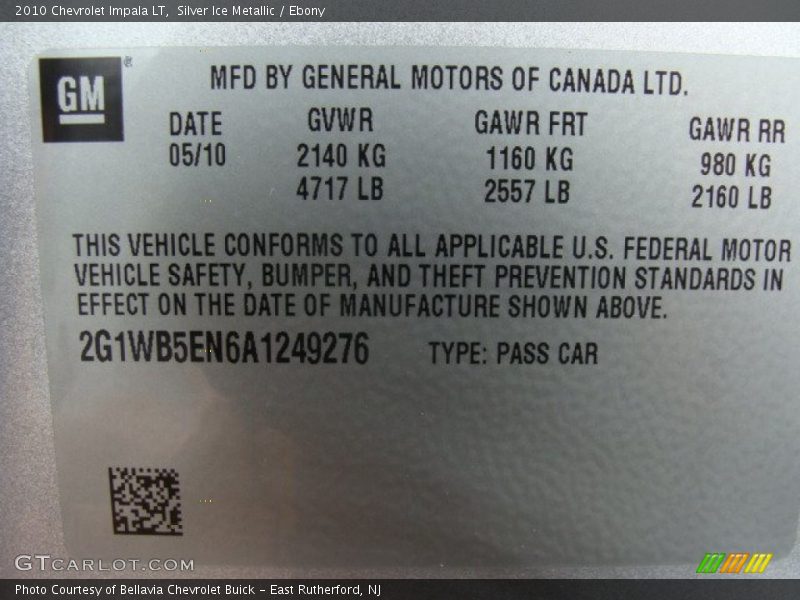 2010 Chevrolet Impala LT, Silver Ice Metallic / Ebony
GM ®
MFD BY GENERAL MOTORS OF CANADA LTD.
DATE GVWR GAWR FRT GAWR RR
05/10 2140 KG 1160 KG 980 KG
4717 LB 2557 LB 2160 LB
THIS VEHICLE CONFORMS TO ALL APPLICABLE U.S. FEDERAL MOTOR
VEHICLE SAFETY, BUMPER, AND THEFT PREVENTION STANDARDS IN
EFFECT ON THE DATE OF MANUFACTURE SHOWN ABOVE.
2G1WB5EN6A1249276 TYPE: PASS CAR
GTCARLOT.COM
Photo Courtesy of Bellavia Chevrolet Buick - East Rutherford, NJ